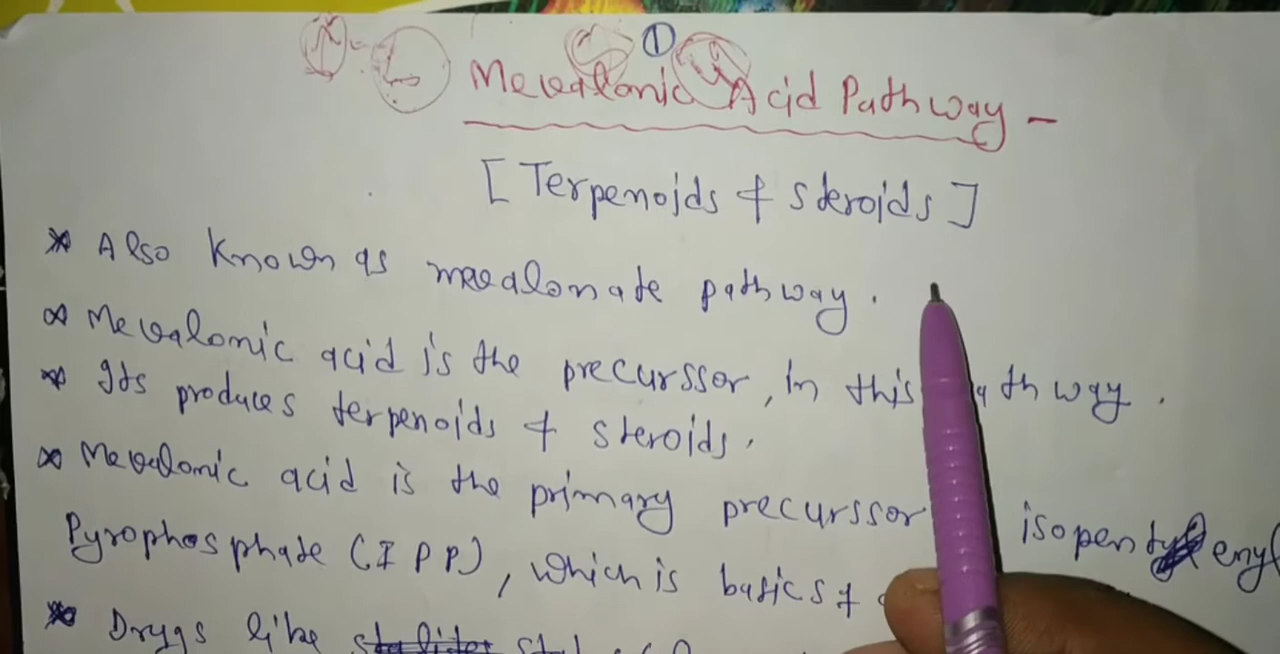 ①
Mevalonic Acid Pathway -
[Terpenoids & steroids]
* Also known as mevalonate pathway.
* Mevalonic acid is the precurssor, in this athway.
* Its produces terpenoids & steroids.
* Mevalonic acid is the primary precurssor isopentenyl
Pyrophosphate (IPP), which is basics &
* Drugs like